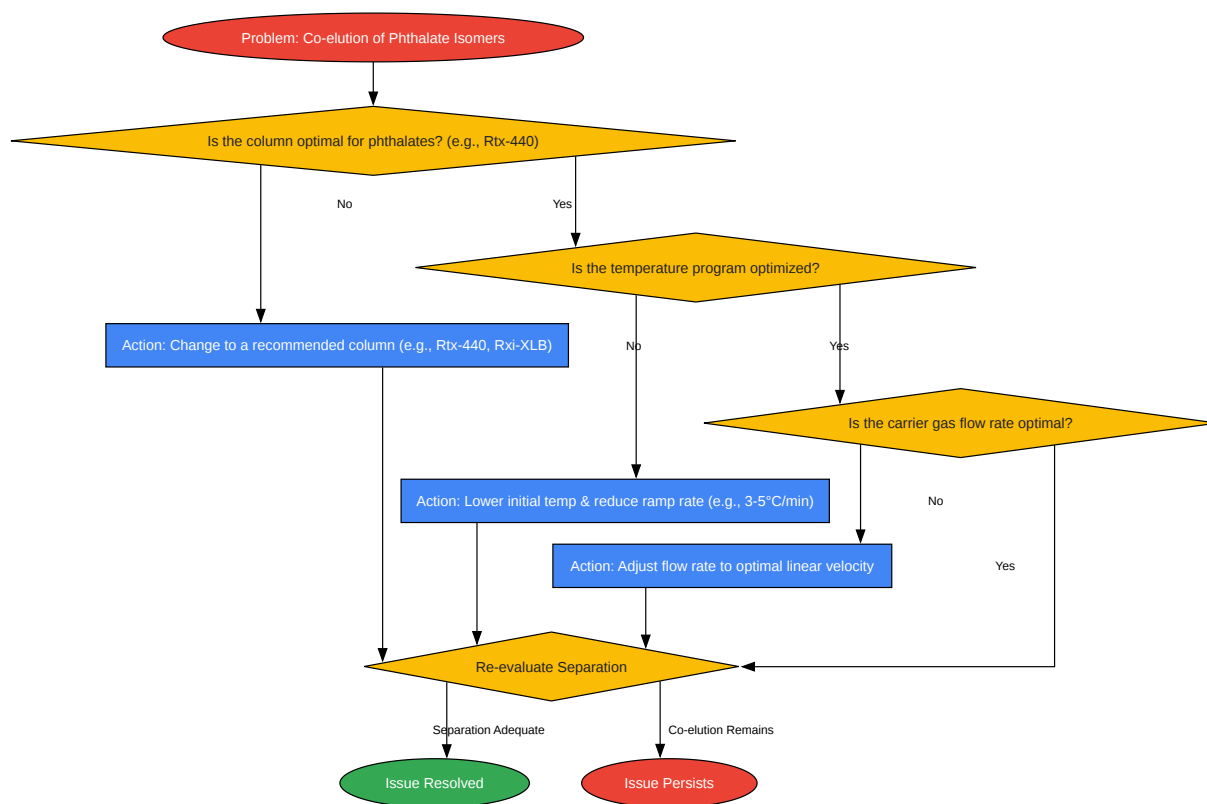 Problem: Co-elution of Phthalate Isomers
Is the column optimal for phthalates? (e.g., Rtx-440)
No
Yes
Is the temperature program optimized?
Action: Change to a recommended column (e.g., Rtx-440, Rxi-XLB)
No
Yes
Is the carrier gas flow rate optimal?
Action: Lower initial temp & reduce ramp rate (e.g., 3-5°C/min)
No
Action: Adjust flow rate to optimal linear velocity
Yes
Re-evaluate Separation
Separation Adequate
Co-elution Remains
Issue Resolved
Issue Persists